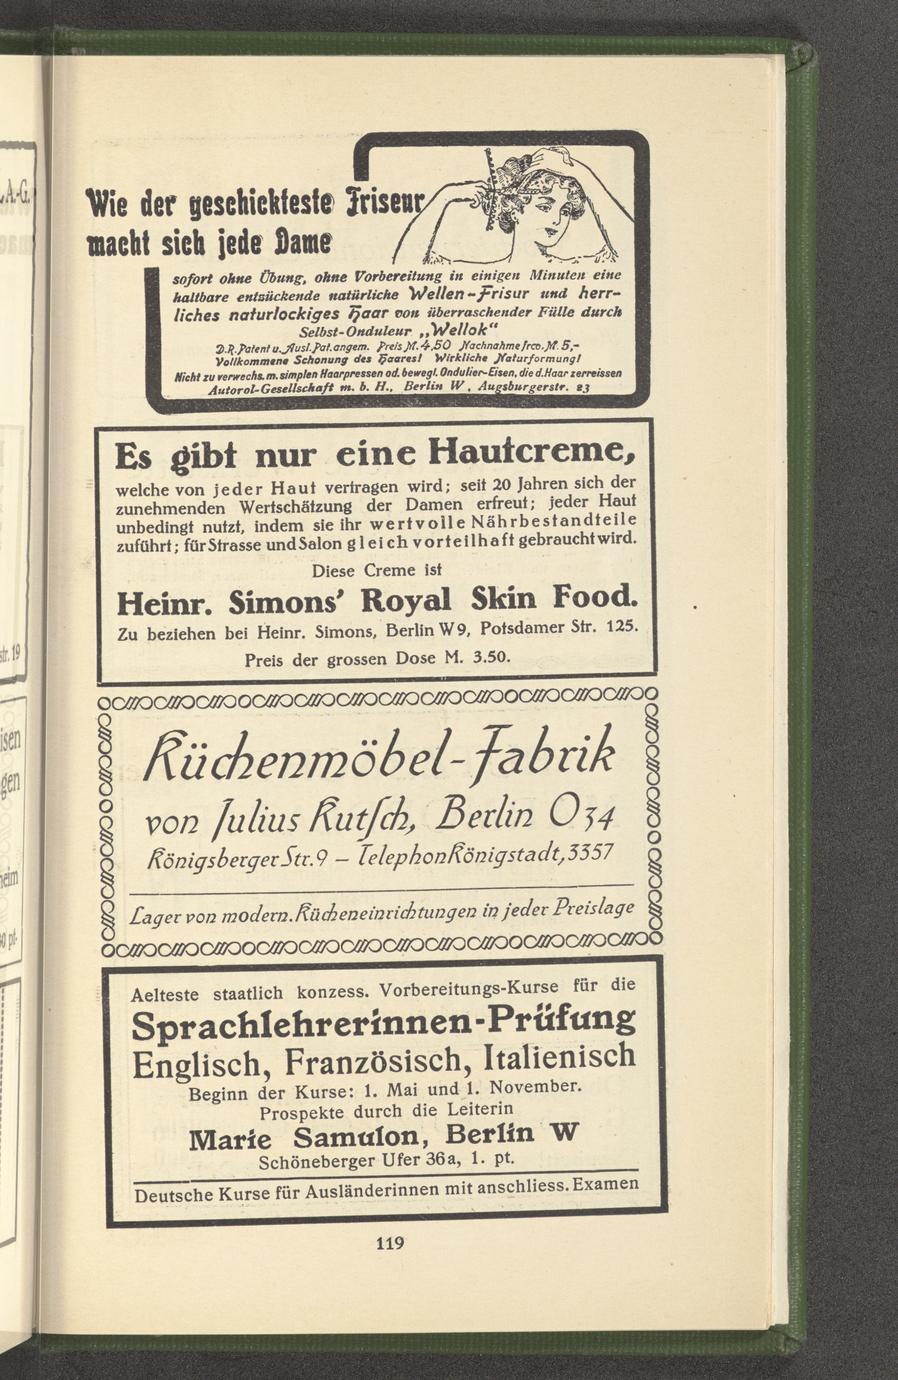 Wie der geschickteste Friseur
macht sich jede Dame
sofort ohne Übung, ohne Vorbereitung in einigen Minuten eine
haltbare entzückende natürliche Wellen-Frisur und herr-
liches naturlockiges Haar von überraschender Fülle durch
Selbst-Onduleur „Wellok“
D.R.Patent u. Ausl. Pat. angem. Preis M. 4,50 Nachnahme frco. M. 5,-
Vollkommene Schonung des Haares! Wirkliche Naturformung!
Nicht zu verwechs. m. simplen Haarpressen od. bewegl. Ondulier-Eisen, die d. Haar zerreissen
Autorol-Gesellschaft m. b. H., Berlin W, Augsburgerstr. 23
Es gibt nur eine Hautcreme,
welche von jeder Haut vertragen wird; seit 20 Jahren sich der
zunehmenden Wertschätzung der Damen erfreut; jeder Haut
unbedingt nutzt, indem sie ihr wertvolle Nährbestandteile
zuführt; für Strasse und Salon gleich vorteilhaft gebraucht wird.
Diese Creme ist
Heinr. Simons’ Royal Skin Food.
Zu beziehen bei Heinr. Simons, Berlin W 9, Potsdamer Str. 125.
Preis der grossen Dose M. 3.50.
Küchenmöbel-Fabrik
von Julius Kutsch, Berlin O 34
Königsberger Str. 9 – Telephon Königstadt, 3357
Lager von modern. Kücheneinrichtungen in jeder Preislage
Aelteste staatlich konzess. Vorbereitungs-Kurse für die
Sprachlehrerinnen-Prüfung
Englisch, Französisch, Italienisch
Beginn der Kurse: 1. Mai und 1. November.
Prospekte durch die Leiterin
Marie Samulon, Berlin W
Schöneberger Ufer 36a, 1. pt.
Deutsche Kurse für Ausländerinnen mit anschliess. Examen
119